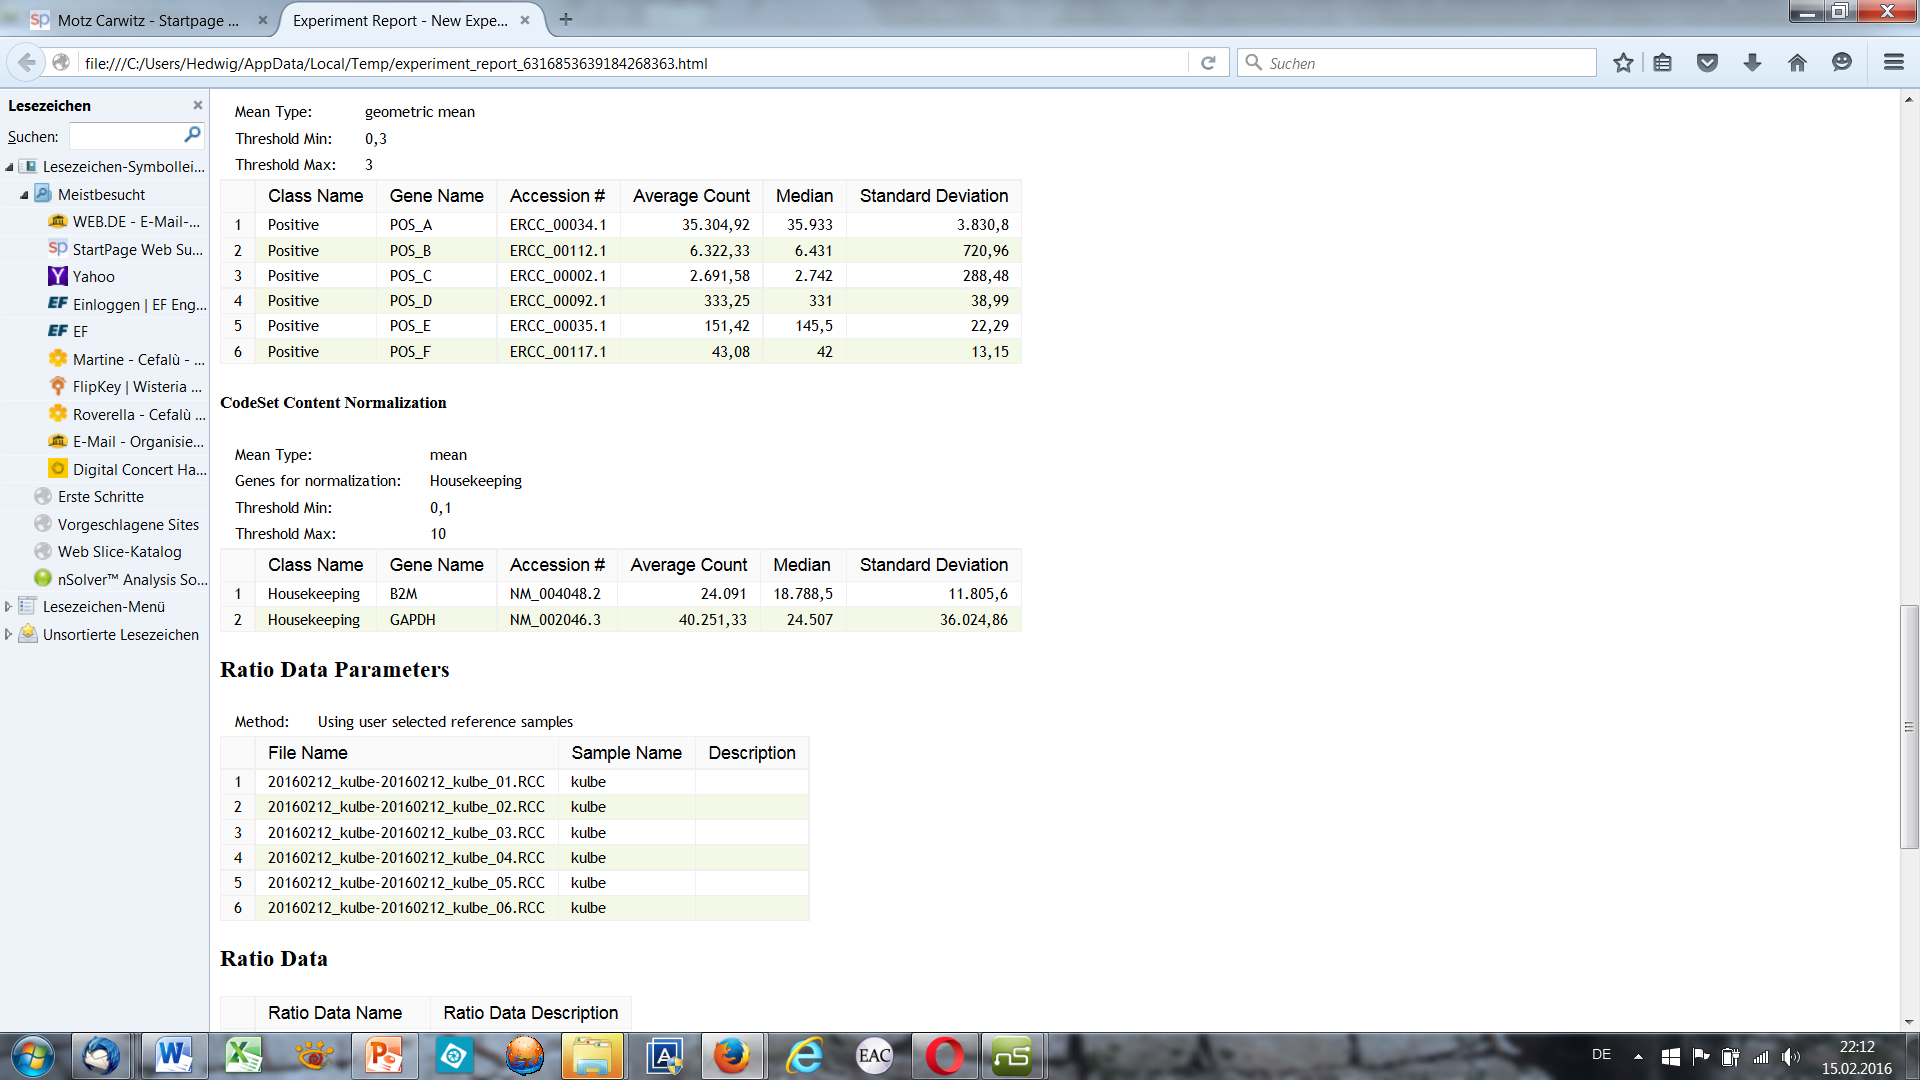 Motz Carwitz - Startpage ...
Experiment Report - New Expe...
file:///C:/Users/Hedwig/AppData/Local/Temp/experiment_report_6316853639184268363.html
Suchen
Lesezeichen
Suchen:
Lesezeichen-Symbollei...
Meistbesucht
WEB.DE - E-Mail-...
StartPage Web Su...
Yahoo
Einloggen | EF Eng...
EF
Martine - Cefalù - ...
FlipKey | Wisteria ...
Roverella - Cefalù ...
E-Mail - Organisie...
Digital Concert Ha...
Erste Schritte
Vorgeschlagene Sites
Web Slice-Katalog
nSolver™ Analysis So...
Lesezeichen-Menü
Unsortierte Lesezeichen
Mean Type: geometric mean
Threshold Min: 0,3
Threshold Max: 3
Class Name Gene Name Accession # Average Count Median Standard Deviation
1 Positive POS_A ERCC_00034.1 35.304,92 35.933 3.830,8
2 Positive POS_B ERCC_00112.1 6.322,33 6.431 720,96
3 Positive POS_C ERCC_00002.1 2.691,58 2.742 288,48
4 Positive POS_D ERCC_00092.1 333,25 331 38,99
5 Positive POS_E ERCC_00035.1 151,42 145,5 22,29
6 Positive POS_F ERCC_00117.1 43,08 42 13,15
CodeSet Content Normalization
Mean Type: mean
Genes for normalization: Housekeeping
Threshold Min: 0,1
Threshold Max: 10
Class Name Gene Name Accession # Average Count Median Standard Deviation
1 Housekeeping B2M NM_004048.2 24.091 18.788,5 11.805,6
2 Housekeeping GAPDH NM_002046.3 40.251,33 24.507 36.024,86
Ratio Data Parameters
Method: Using user selected reference samples
File Name Sample Name Description
1 20160212_kulbe-20160212_kulbe_01.RCC kulbe
2 20160212_kulbe-20160212_kulbe_02.RCC kulbe
3 20160212_kulbe-20160212_kulbe_03.RCC kulbe
4 20160212_kulbe-20160212_kulbe_04.RCC kulbe
5 20160212_kulbe-20160212_kulbe_05.RCC kulbe
6 20160212_kulbe-20160212_kulbe_06.RCC kulbe
Ratio Data
Ratio Data Name Ratio Data Description
EAC
DE
22:12
15.02.2016